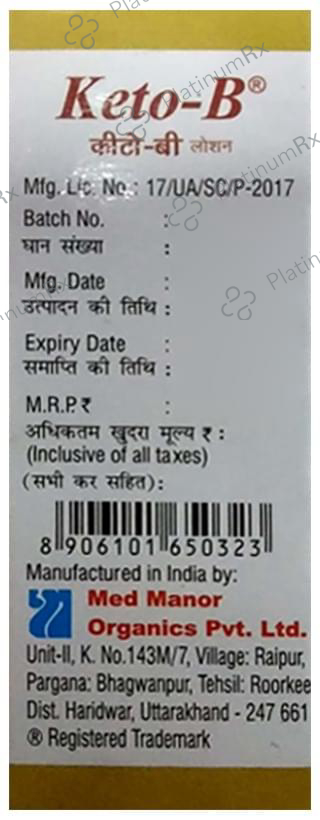 Keto-B®
कीटो-बी लोशन
Mfg. Lic. No.: 17/UA/SC/P-2017
Batch No. :
घान संख्या :
Mfg. Date :
उत्पादन की तिथि :
Expiry Date :
समाप्ति की तिथि :
M.R.P. ₹ :
अधिकतम खुदरा मूल्य ₹ :
(Inclusive of all taxes)
(सभी कर सहित) :
8 906101 650323
Manufactured in India by:
Med Manor
Organics Pvt. Ltd.
Unit-II, K. No.143M/7, Village: Raipur,
Pargana: Bhagwanpur, Tehsil: Roorkee
Dist. Haridwar, Uttarakhand - 247 661
® Registered Trademark
PlatinumRx